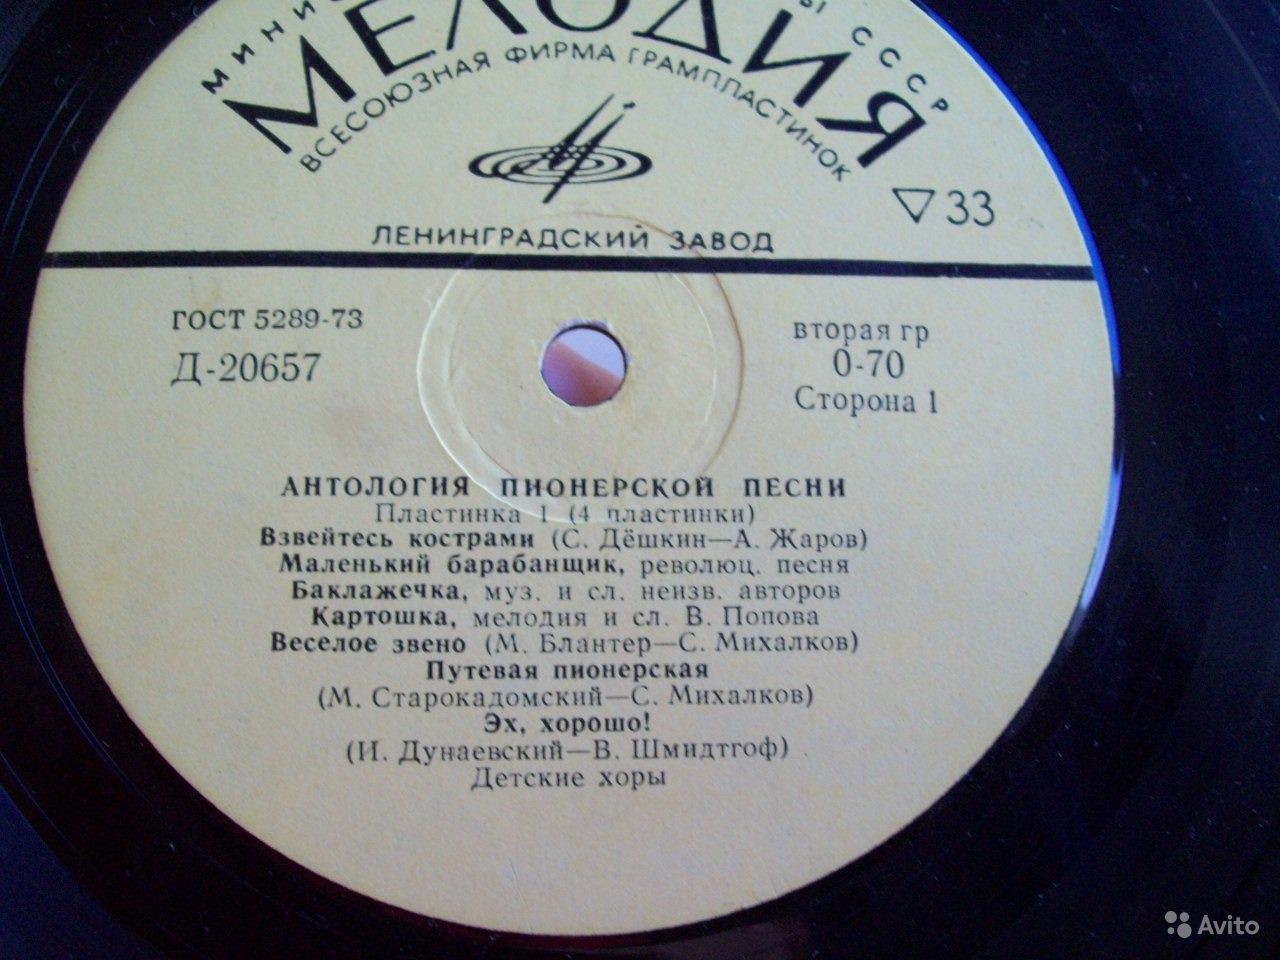 СССР
МЕЛОДИЯ
ВСЕСОЮЗНАЯ ФИРМА ГРАМПЛАСТИНОК
33
ЛЕНИНГРАДСКИЙ ЗАВОД
ГОСТ 5289-73
Д-20657
вторая гр
0-70
Сторона 1
АНТОЛОГИЯ ПИОНЕРСКОЙ ПЕСНИ
Пластинка 1 (4 пластинки)
Взвейтесь кострами (С. Дёшкин—А. Жаров)
Маленький барабанщик, революц. песня
Баклажечка, муз. и сл. неизв. авторов
Картошка, мелодия и сл. В. Попова
Веселое звено (М. Блантер—С. Михалков)
Путевая пионерская
(М. Старокадомский—С. Михалков)
Эх, хорошо!
(И. Дунаевский—В. Шмидтгоф)
Детские хоры
Avito